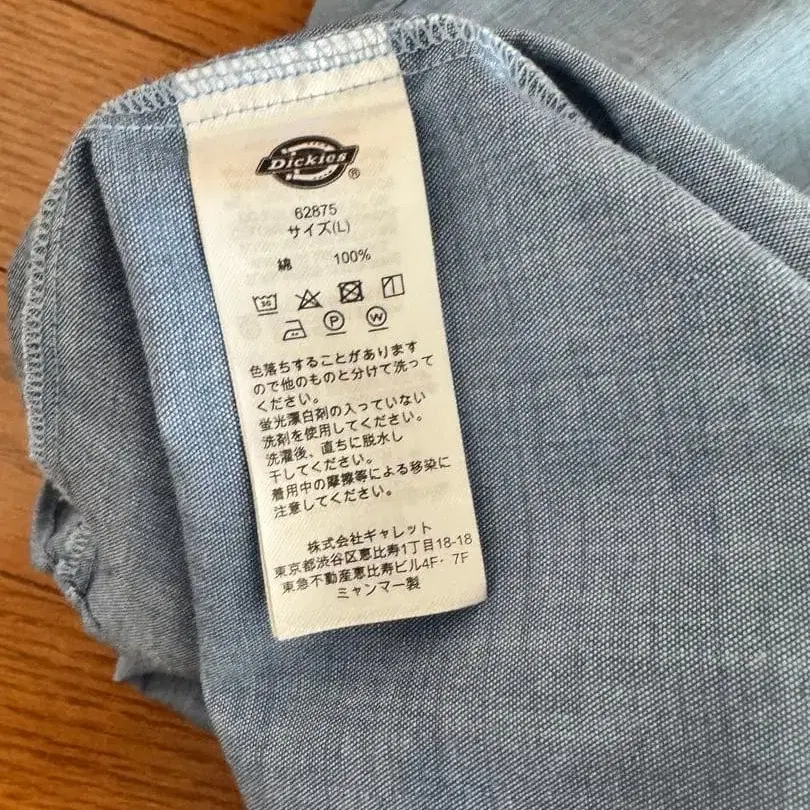 Dickies®
62875
サイズ(L)
綿 100%
P W
色落ちすることがあります
ので他のものと分けて洗って
ください。
蛍光漂白剤の入っていない
洗剤を使用してください。
洗濯後、直ちに脱水し
干してください。
着用中の摩擦等による移染に
注意してください。
株式会社ギャレット
東京都渋谷区恵比寿1丁目18-18
東急不動産恵比寿ビル4F・7F
ミャンマー製